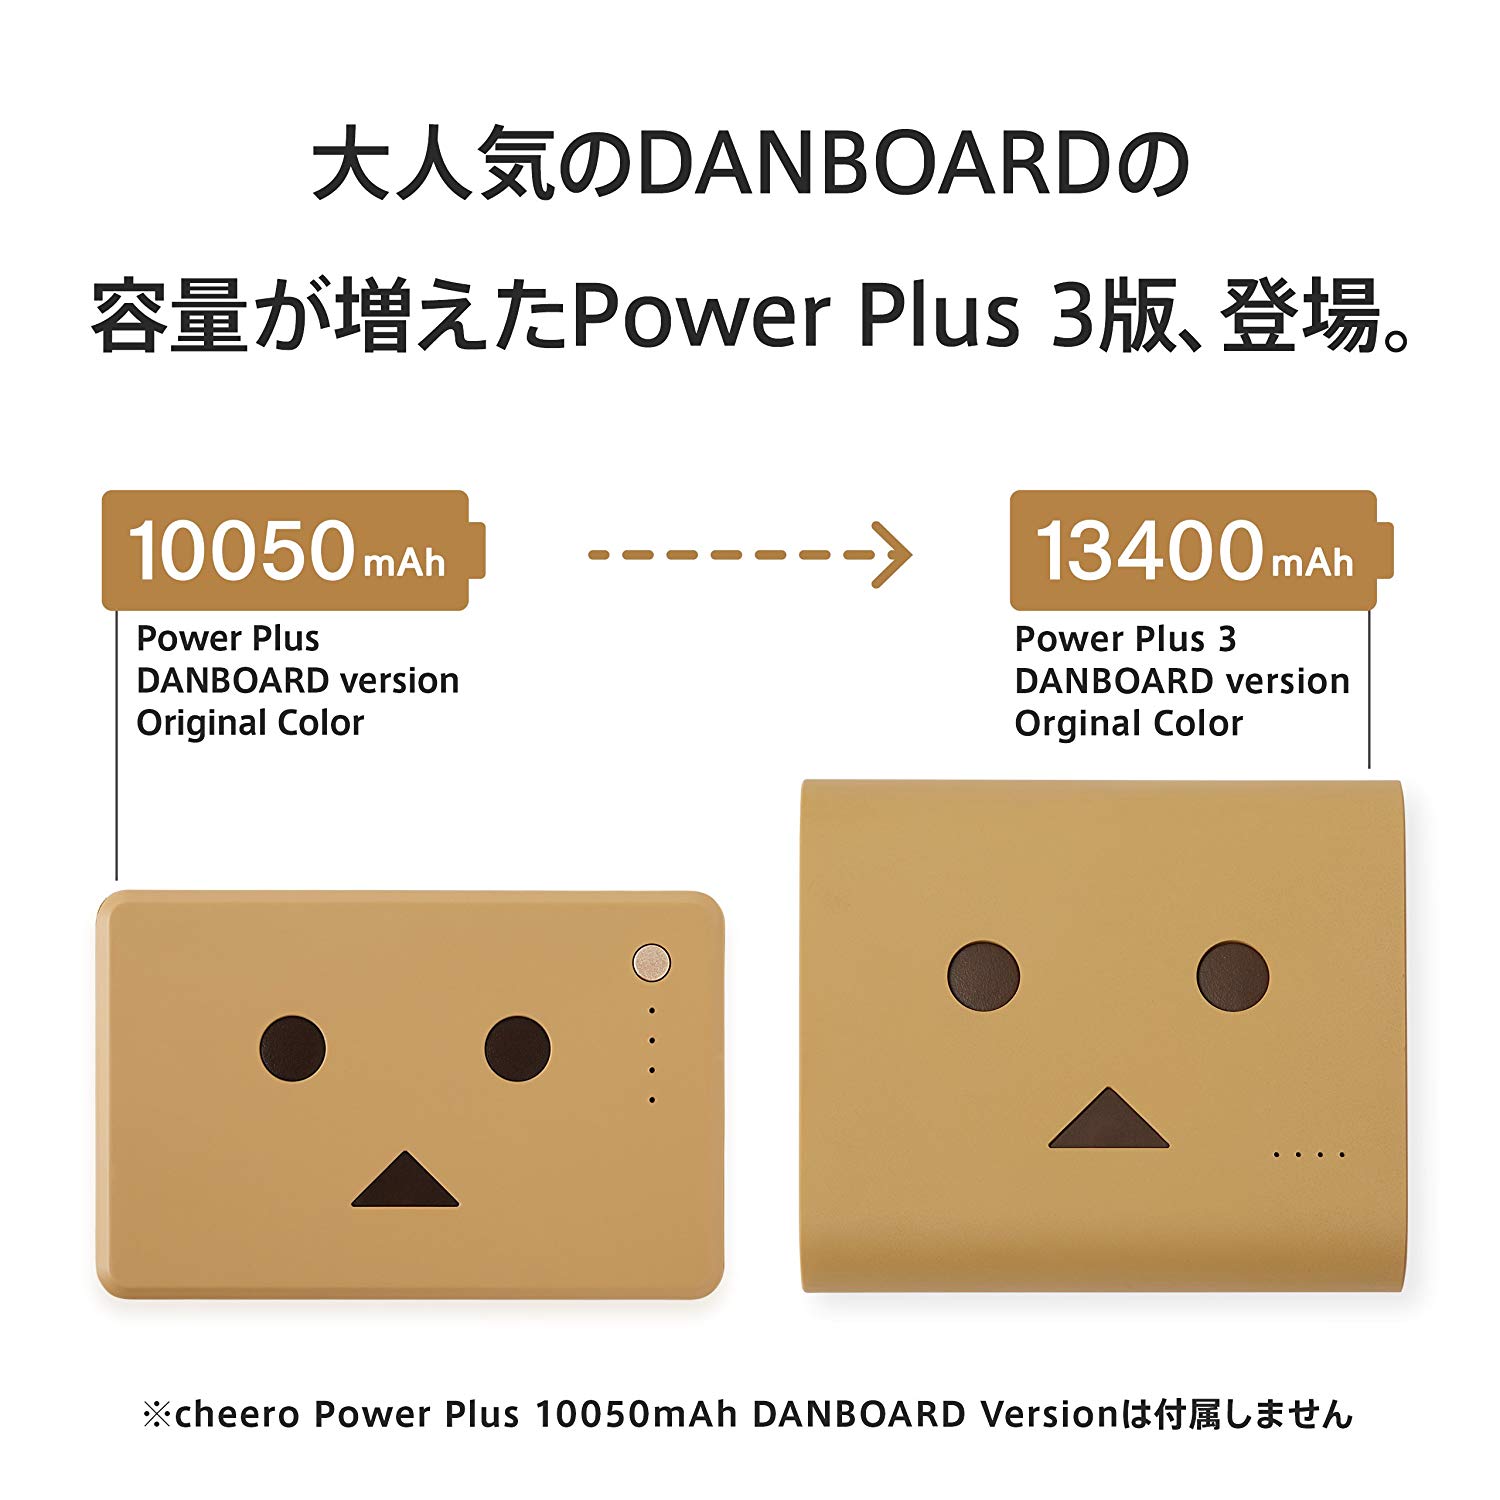 大人気のDANBOARDの
容量が増えたPower Plus 3版、登場。
10050mAh
13400mAh
Power Plus
DANBOARD version
Original Color
Power Plus 3
DANBOARD version
Orginal Color
※cheero Power Plus 10050mAh DANBOARD Versionは付属しません